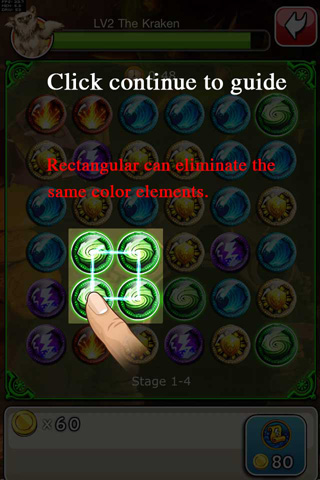 LV2 The Kraken
48
Click continue to guide
Rectangular can eliminate the
same color elements.
Stage 1-4
×60
80